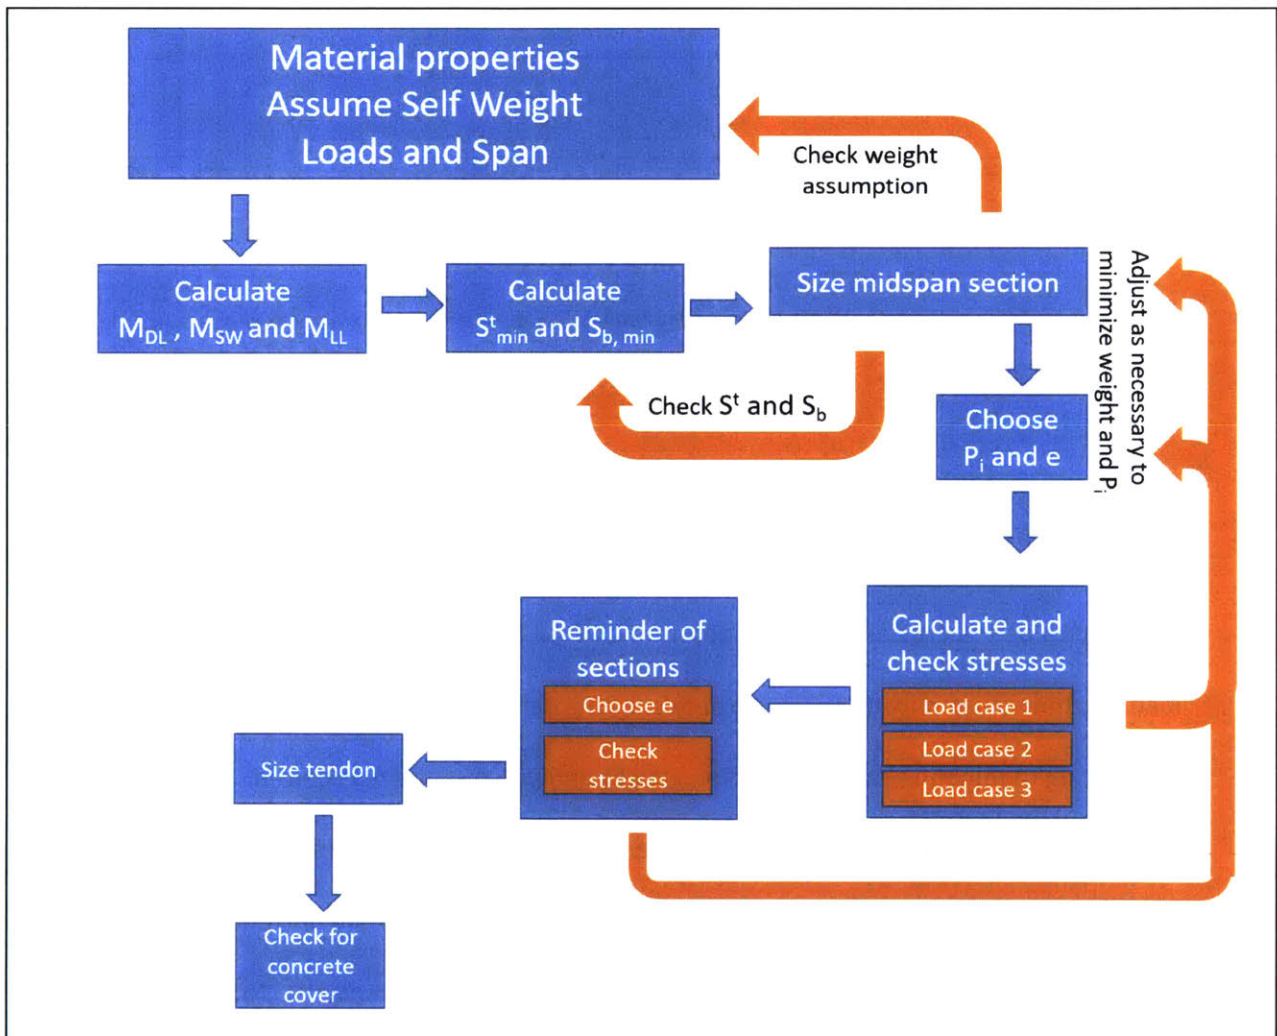 Material properties
Assume Self Weight
Loads and Span
Check weight
assumption
Calculate
M_DL , M_SW and M_LL
Calculate
S^t_min and S_b, min
Size midspan section
Adjust as necessary to
minimize weight and P_i
Check S^t and S_b
Choose
P_i and e
Calculate and
check stresses
Load case 1
Load case 2
Load case 3
Reminder of
sections
Choose e
Check
stresses
Size tendon
Check for
concrete
cover